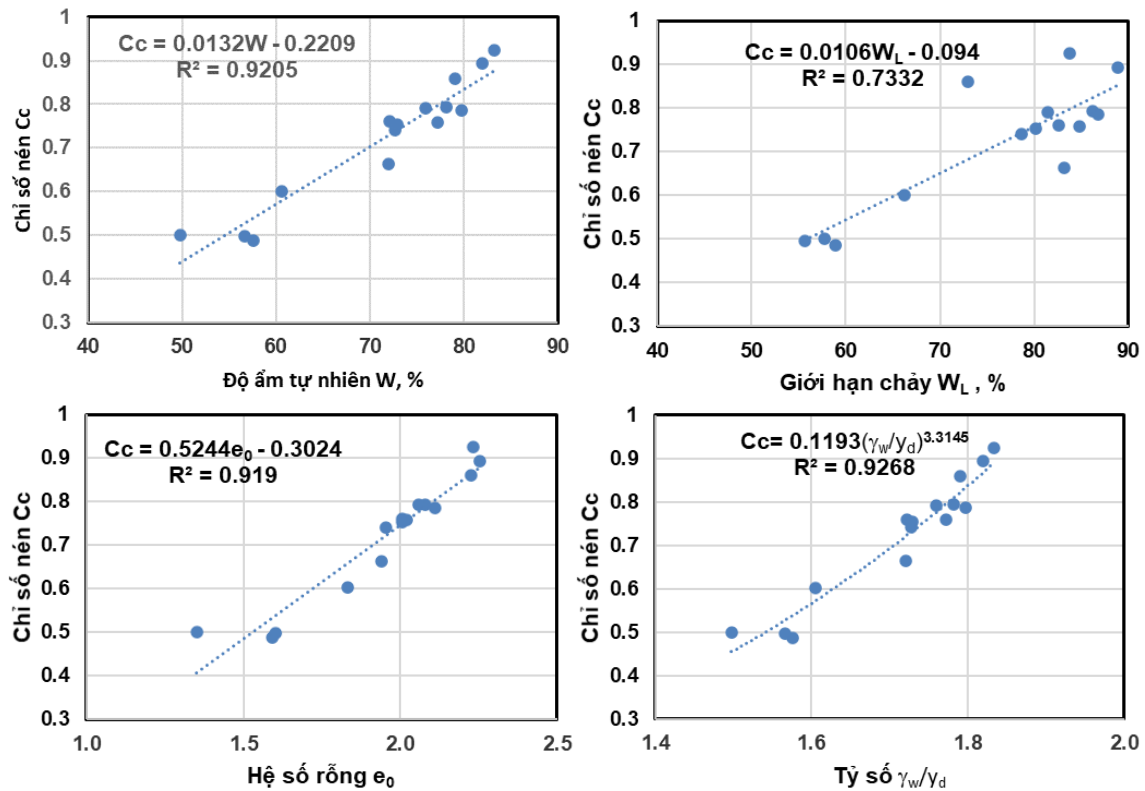 Cc = 0.0132W - 0.2209
R² = 0.9205
1
0.9
0.8
0.7
0.6
0.5
0.4
0.3
Chỉ số nén Cc
40 50 60 70 80 90
Độ ẩm tự nhiên W, %
Cc = 0.0106W_L - 0.094
R² = 0.7332
1
0.9
0.8
0.7
0.6
0.5
0.4
0.3
Chỉ số nén Cc
40 50 60 70 80 90
Giới hạn chảy W_L , %
Cc = 0.5244e₀ - 0.3024
R² = 0.919
1
0.9
0.8
0.7
0.6
0.5
0.4
0.3
Chỉ số nén Cc
1.0 1.5 2.0 2.5
Hệ số rỗng e₀
Cc= 0.1193(γ_w/y_d)^3.3145
R² = 0.9268
1
0.9
0.8
0.7
0.6
0.5
0.4
0.3
Chỉ số nén Cc
1.4 1.6 1.8 2.0
Tỷ số γ_w/y_d